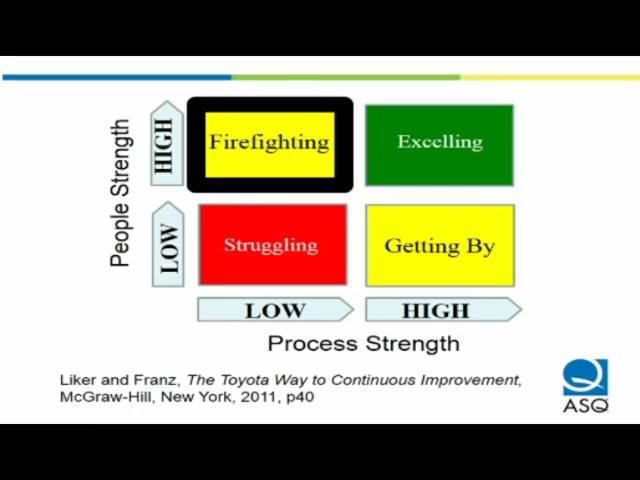 HIGH
Firefighting
Excelling
People Strength
LOW
Struggling
Getting By
LOW
HIGH
Process Strength
Liker and Franz, The Toyota Way to Continuous Improvement,
McGraw-Hill, New York, 2011, p40
ASQ